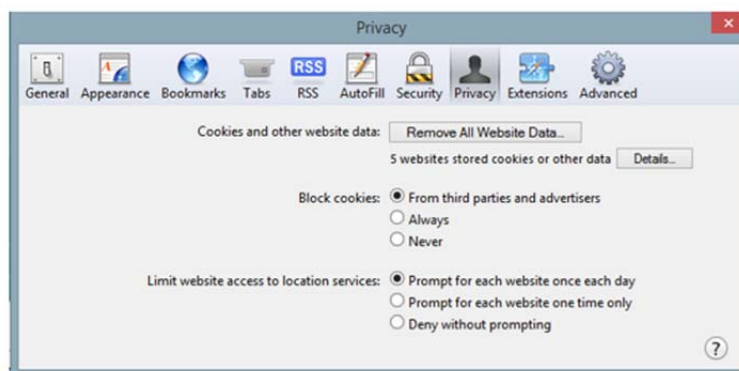 Privacy
RSS
General Appearance Bookmarks Tabs RSS AutoFill Security Privacy Extensions Advanced
Cookies and other website data: Remove All Website Data...
5 websites stored cookies or other data Details...
Block cookies: From third parties and advertisers
Always
Never
Limit website access to location services: Prompt for each website once each day
Prompt for each website one time only
Deny without prompting
?